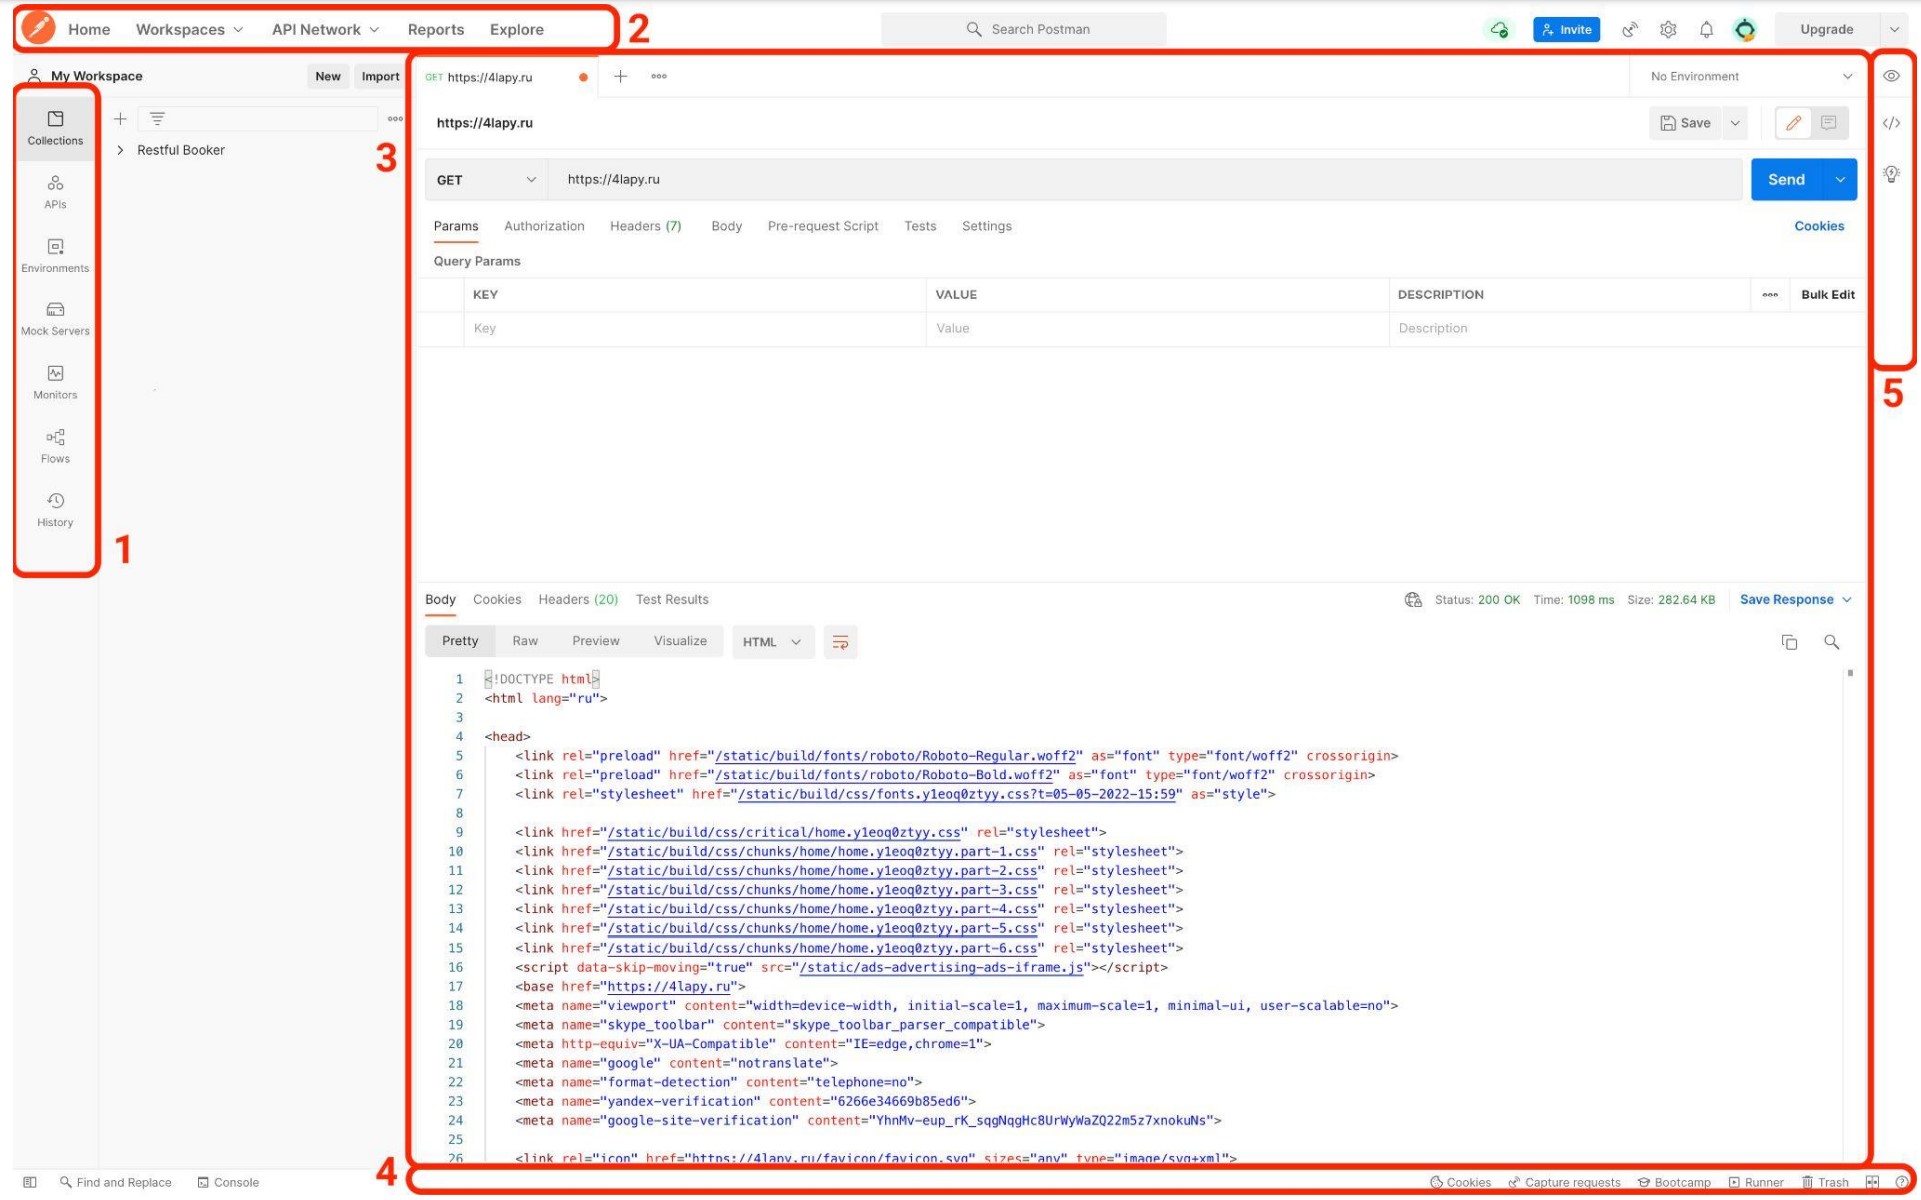 Home Workspaces API Network Reports Explore 2 Search Postman Invite Upgrade
My Workspace New Import GET https://4lapy.ru No Environment
Collections https://4lapy.ru Save
Restful Booker 3
APIs GET https://4lapy.ru Send
Params Authorization Headers (7) Body Pre-request Script Tests Settings Cookies
Environments Query Params
KEY VALUE DESCRIPTION Bulk Edit
Mock Servers Key Value Description
Monitors 5
Flows
History
1
Body Cookies Headers (20) Test Results Status: 200 OK Time: 1098 ms Size: 282.64 KB Save Response
Pretty Raw Preview Visualize HTML
1 <!DOCTYPE html>
2 <html lang="ru">
3
4 <head>
5 <link rel="preload" href="/static/build/fonts/roboto/Roboto-Regular.woff2" as="font" type="font/woff2" crossorigin>
6 <link rel="preload" href="/static/build/fonts/roboto/Roboto-Bold.woff2" as="font" type="font/woff2" crossorigin>
7 <link rel="stylesheet" href="/static/build/css/fonts.y1eoq0ztyy.css?t=05-05-2022-15:59" as="style">
8
9 <link href="/static/build/css/critical/home.y1eoq0ztyy.css" rel="stylesheet">
10 <link href="/static/build/css/chunks/home/home.y1eoq0ztyy.part-1.css" rel="stylesheet">
11 <link href="/static/build/css/chunks/home/home.y1eoq0ztyy.part-2.css" rel="stylesheet">
12 <link href="/static/build/css/chunks/home/home.y1eoq0ztyy.part-3.css" rel="stylesheet">
13 <link href="/static/build/css/chunks/home/home.y1eoq0ztyy.part-4.css" rel="stylesheet">
14 <link href="/static/build/css/chunks/home/home.y1eoq0ztyy.part-5.css" rel="stylesheet">
15 <link href="/static/build/css/chunks/home/home.y1eoq0ztyy.part-6.css" rel="stylesheet">
16 <script data-skip-moving="true" src="/static/ads-advertising-ads-iframe.js"></script>
17 <base href="https://4lapy.ru">
18 <meta name="viewport" content="width=device-width, initial-scale=1, maximum-scale=1, minimal-ui, user-scalable=no">
19 <meta name="skype_toolbar" content="skype_toolbar_parser_compatible">
20 <meta http-equiv="X-UA-Compatible" content="IE=edge,chrome=1">
21 <meta name="google" content="notranslate">
22 <meta name="format-detection" content="telephone=no">
23 <meta name="yandex-verification" content="6266e34669b85ed6">
24 <meta name="google-site-verification" content="YhnMv-eup_rK_sqgNqgHc8UrWyWaZQ22m5z7xnokuNs">
25
26 <link rel="icon" href="https://4lapy.ru/favicon/favicon.svg" sizes="any" type="image/svg+xml">
Find and Replace Console 4 Cookies Capture requests Bootcamp Runner Trash